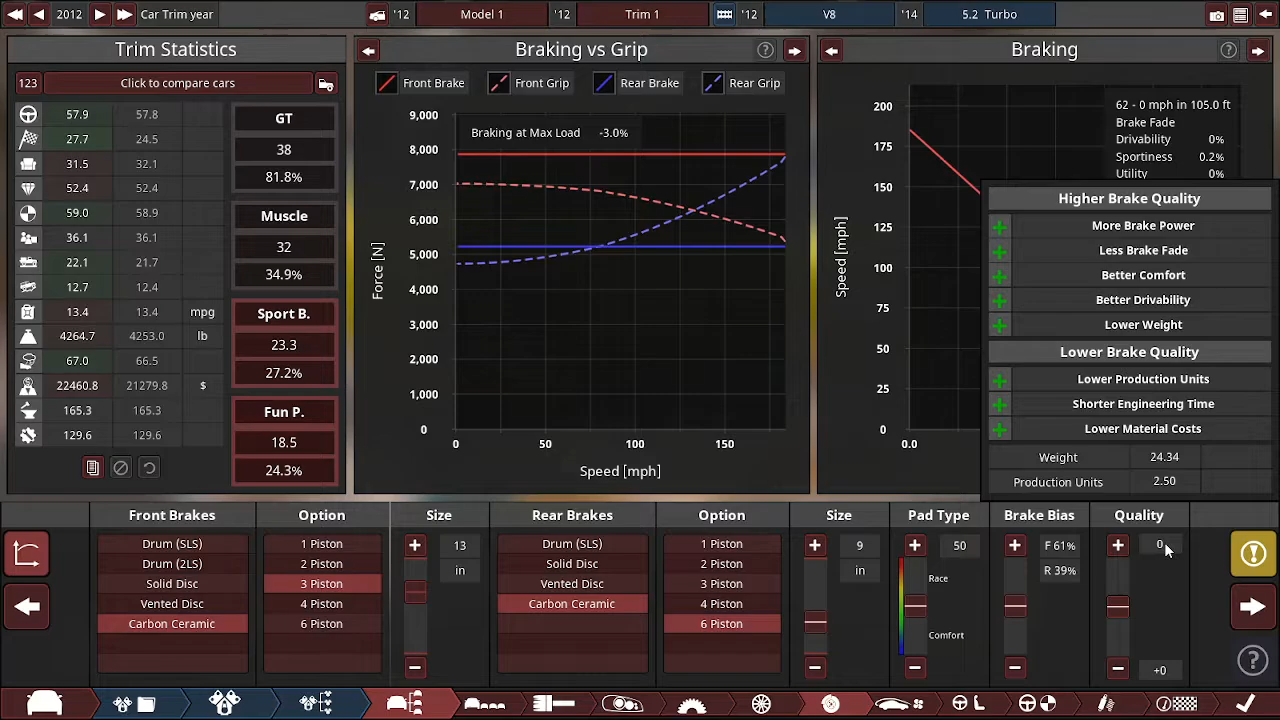 2012 Car Trim year '12 Model 1 '12 Trim 1 '12 V8 '14 5.2 Turbo
Trim Statistics
123 Click to compare cars
57.9 57.8
27.7 24.5
31.5 32.1
52.4 52.4
59.0 58.9
36.1 36.1
22.1 21.7
12.7 12.4
13.4 13.4 mpg
4264.7 4253.0 lb
67.0 66.5
22460.8 21279.8 $
165.3 165.3
129.6 129.6
GT
38
81.8%
Muscle
32
34.9%
Sport B.
23.3
27.2%
Fun P.
18.5
24.3%
Braking vs Grip ?
Front Brake Front Grip Rear Brake Rear Grip
Braking at Max Load -3.0%
9,000
8,000
7,000
6,000
5,000
4,000
3,000
2,000
1,000
0
Force [N]
0 50 100 150
Speed [mph]
Braking ?
200
175
150
125
100
75
50
25
0
Speed [mph]
0.0
62 - 0 mph in 105.0 ft
Brake Fade
Drivability 0%
Sportiness 0.2%
Utility 0%
Higher Brake Quality
+ More Brake Power
+ Less Brake Fade
+ Better Comfort
+ Better Drivability
+ Lower Weight
Lower Brake Quality
+ Lower Production Units
+ Shorter Engineering Time
+ Lower Material Costs
Weight 24.34
Production Units 2.50
Front Brakes
Drum (SLS)
Drum (2LS)
Solid Disc
Vented Disc
Carbon Ceramic
Option
1 Piston
2 Piston
3 Piston
4 Piston
6 Piston
Size
+ 13
in
-
Rear Brakes
Drum (SLS)
Solid Disc
Vented Disc
Carbon Ceramic
Option
1 Piston
2 Piston
3 Piston
4 Piston
6 Piston
Size
+ 9
in
-
Pad Type
+ 50
Race
Comfort
-
Brake Bias
+ F 61%
R 39%
-
Quality
+ 0
- +0
!
?